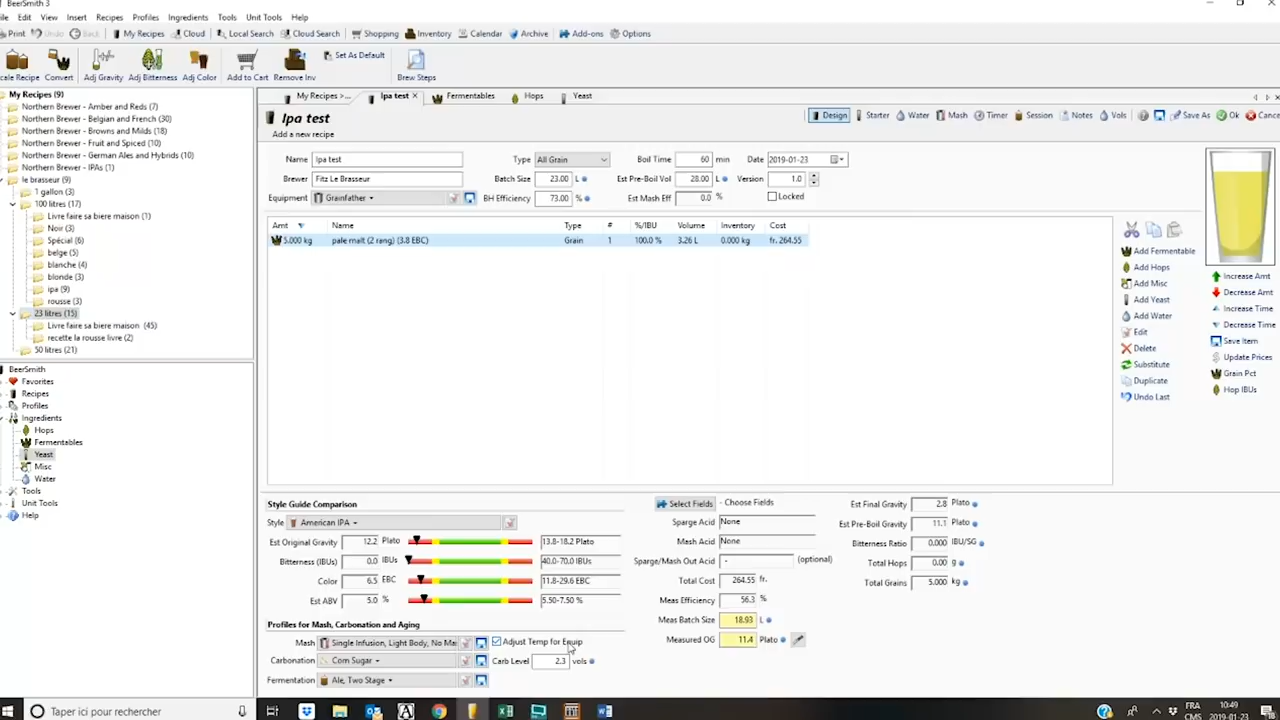 BeerSmith 3
Edit View Insert Recipes Profiles Ingredients Tools Unit Tools Help
Print Undo Back My Recipes Cloud Local Search Cloud Search Shopping Inventory Calendar Archive Add-ons Options
cale Recipe Convert Adj Gravity Adj Bitterness Adj Color Add to Cart Remove Inv Set As Default Brew Steps
My Recipes (9)
Northern Brewer - Amber and Reds (7)
Northern Brewer - Belgian and French (30)
Northern Brewer - Browns and Milds (18)
Northern Brewer - Fruit and Spiced (10)
Northern Brewer - German Ales and Hybrids (10)
Northern Brewer - IPAs (1)
le brasseur (9)
1 gallon (3)
100 litres (17)
Livre faire sa biere maison (1)
Noir (3)
Spécial (6)
belge (5)
blanche (4)
blonde (3)
ipa (9)
rousse (3)
23 litres (15)
Livre faire sa biere maison (45)
recette la rousse livre (2)
50 litres (21)
BeerSmith
Favorites
Recipes
Profiles
Ingredients
Hops
Fermentables
Yeast
Misc
Water
Tools
Unit Tools
Help
My Recipes >... Ipa test Fermentables Hops Yeast
Ipa test
Add a new recipe
Design Starter Water Mash Timer Session Notes Vols Save As Ok Cance
Name Ipa test Type All Grain Boil Time 60 min Date 2019-01-23
Brewer Fitz Le Brasseur Batch Size 23.00 L Est Pre-Boil Vol 28.00 L Version 1.0
Equipment Grainfather BH Efficiency 73.00 % Est Mash Eff 0.0 % Locked
Amt Name Type # %/IBU Volume Inventory Cost
5.000 kg pale malt (2 rang) (3.8 EBC) Grain 1 100.0 % 3.26 L 0.000 kg fr. 264.55
Add Fermentable
Add Hops
Add Misc
Add Yeast
Add Water
Edit
Delete
Substitute
Duplicate
Undo Last
Increase Amt
Decrease Amt
Increase Time
Decrease Time
Save Item
Update Prices
Grain Pct
Hop IBUs
Style Guide Comparison
Style American IPA
Est Original Gravity 12.2 Plato 13.8-18.2 Plato
Bitterness (IBUs) 0.0 IBUs 40.0-70.0 IBUs
Color 6.5 EBC 11.8-29.6 EBC
Est ABV 5.0 % 5.50-7.50 %
Profiles for Mash, Carbonation and Aging
Mash Single Infusion, Light Body, No Ma Adjust Temp for Equip
Carbonation Corn Sugar Carb Level 2.3 vols
Fermentation Ale, Two Stage
Select Fields - Choose Fields
Sparge Acid None
Mash Acid None
Sparge/Mash Out Acid - (optional)
Total Cost 264.55 fr.
Meas Efficiency 56.3 %
Meas Batch Size 18.93 L
Measured OG 11.4 Plato
Est Final Gravity 2.8 Plato
Est Pre-Boil Gravity 11.1 Plato
Bitterness Ratio 0.000 IBU/SG
Total Hops 0.00 g
Total Grains 5.000 kg
Taper ici pour rechercher
FRA
CMS
10:49
2019-01-23